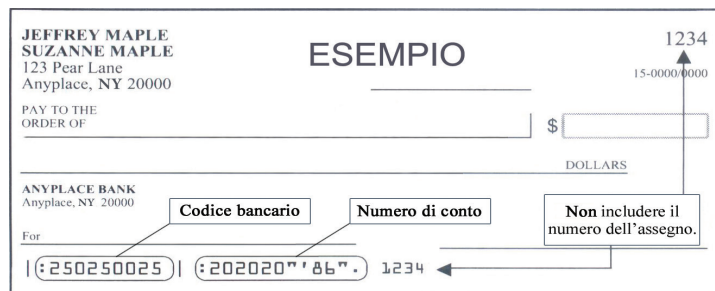 JEFFREY MAPLE
SUZANNE MAPLE
123 Pear Lane
Anyplace, NY 20000
ESEMPIO
1234
15-0000/0000
PAY TO THE
ORDER OF
$
DOLLARS
ANYPLACE BANK
Anyplace, NY 20000
Codice bancario
Numero di conto
Non includere il
numero dell'assegno.
For
|:250250025| :202020"'86". 1234